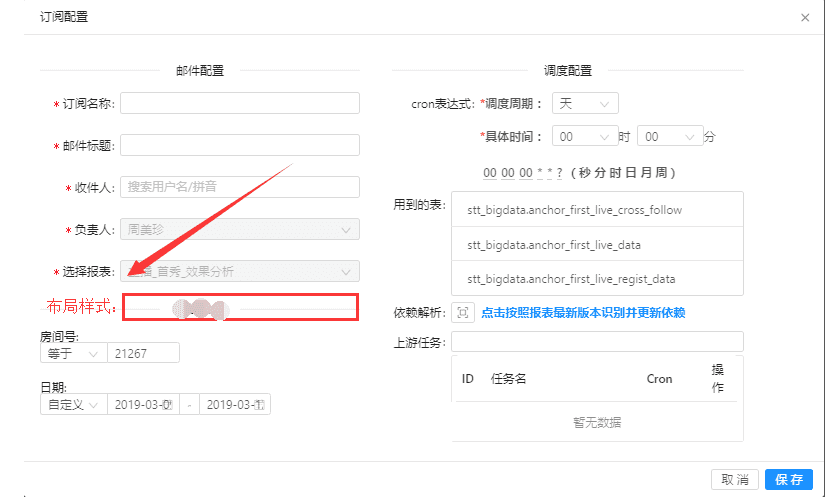 订阅配置
邮件配置
* 订阅名称:
* 邮件标题:
* 收件人: 搜索用户名/拼音
* 负责人: 周美珍
* 选择报表: 主播_首秀_效果分析
布局样式:
房间号:
等于 21267
日期:
自定义 2019-03-0 - 2019-03-1
调度配置
cron表达式: *调度周期: 天
*具体时间: 00 时 00 分
00 00 00 * * ? (秒 分 时 日 月 周)
用到的表: stt_bigdata.anchor_first_live_cross_follow
stt_bigdata.anchor_first_live_data
stt_bigdata.anchor_first_live_regist_data
依赖解析: 点击按照报表最新版本识别并更新依赖
上游任务:
ID 任务名 Cron 操作
暂无数据
取 消 保 存